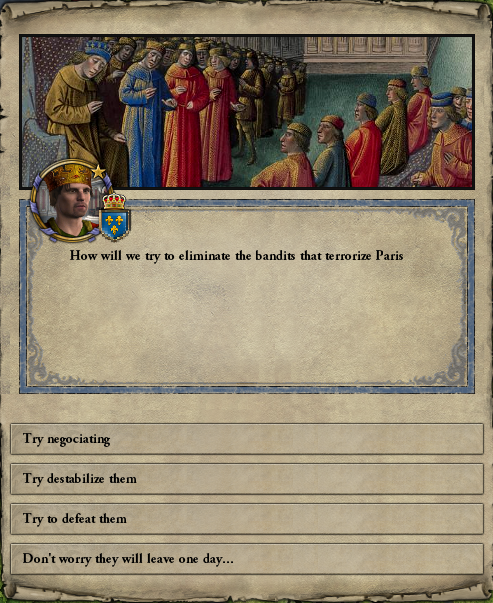 How will we try to eliminate the bandits that terrorize Paris
Try negociating
Try destabilize them
Try to defeat them
Don't worry they will leave one day...